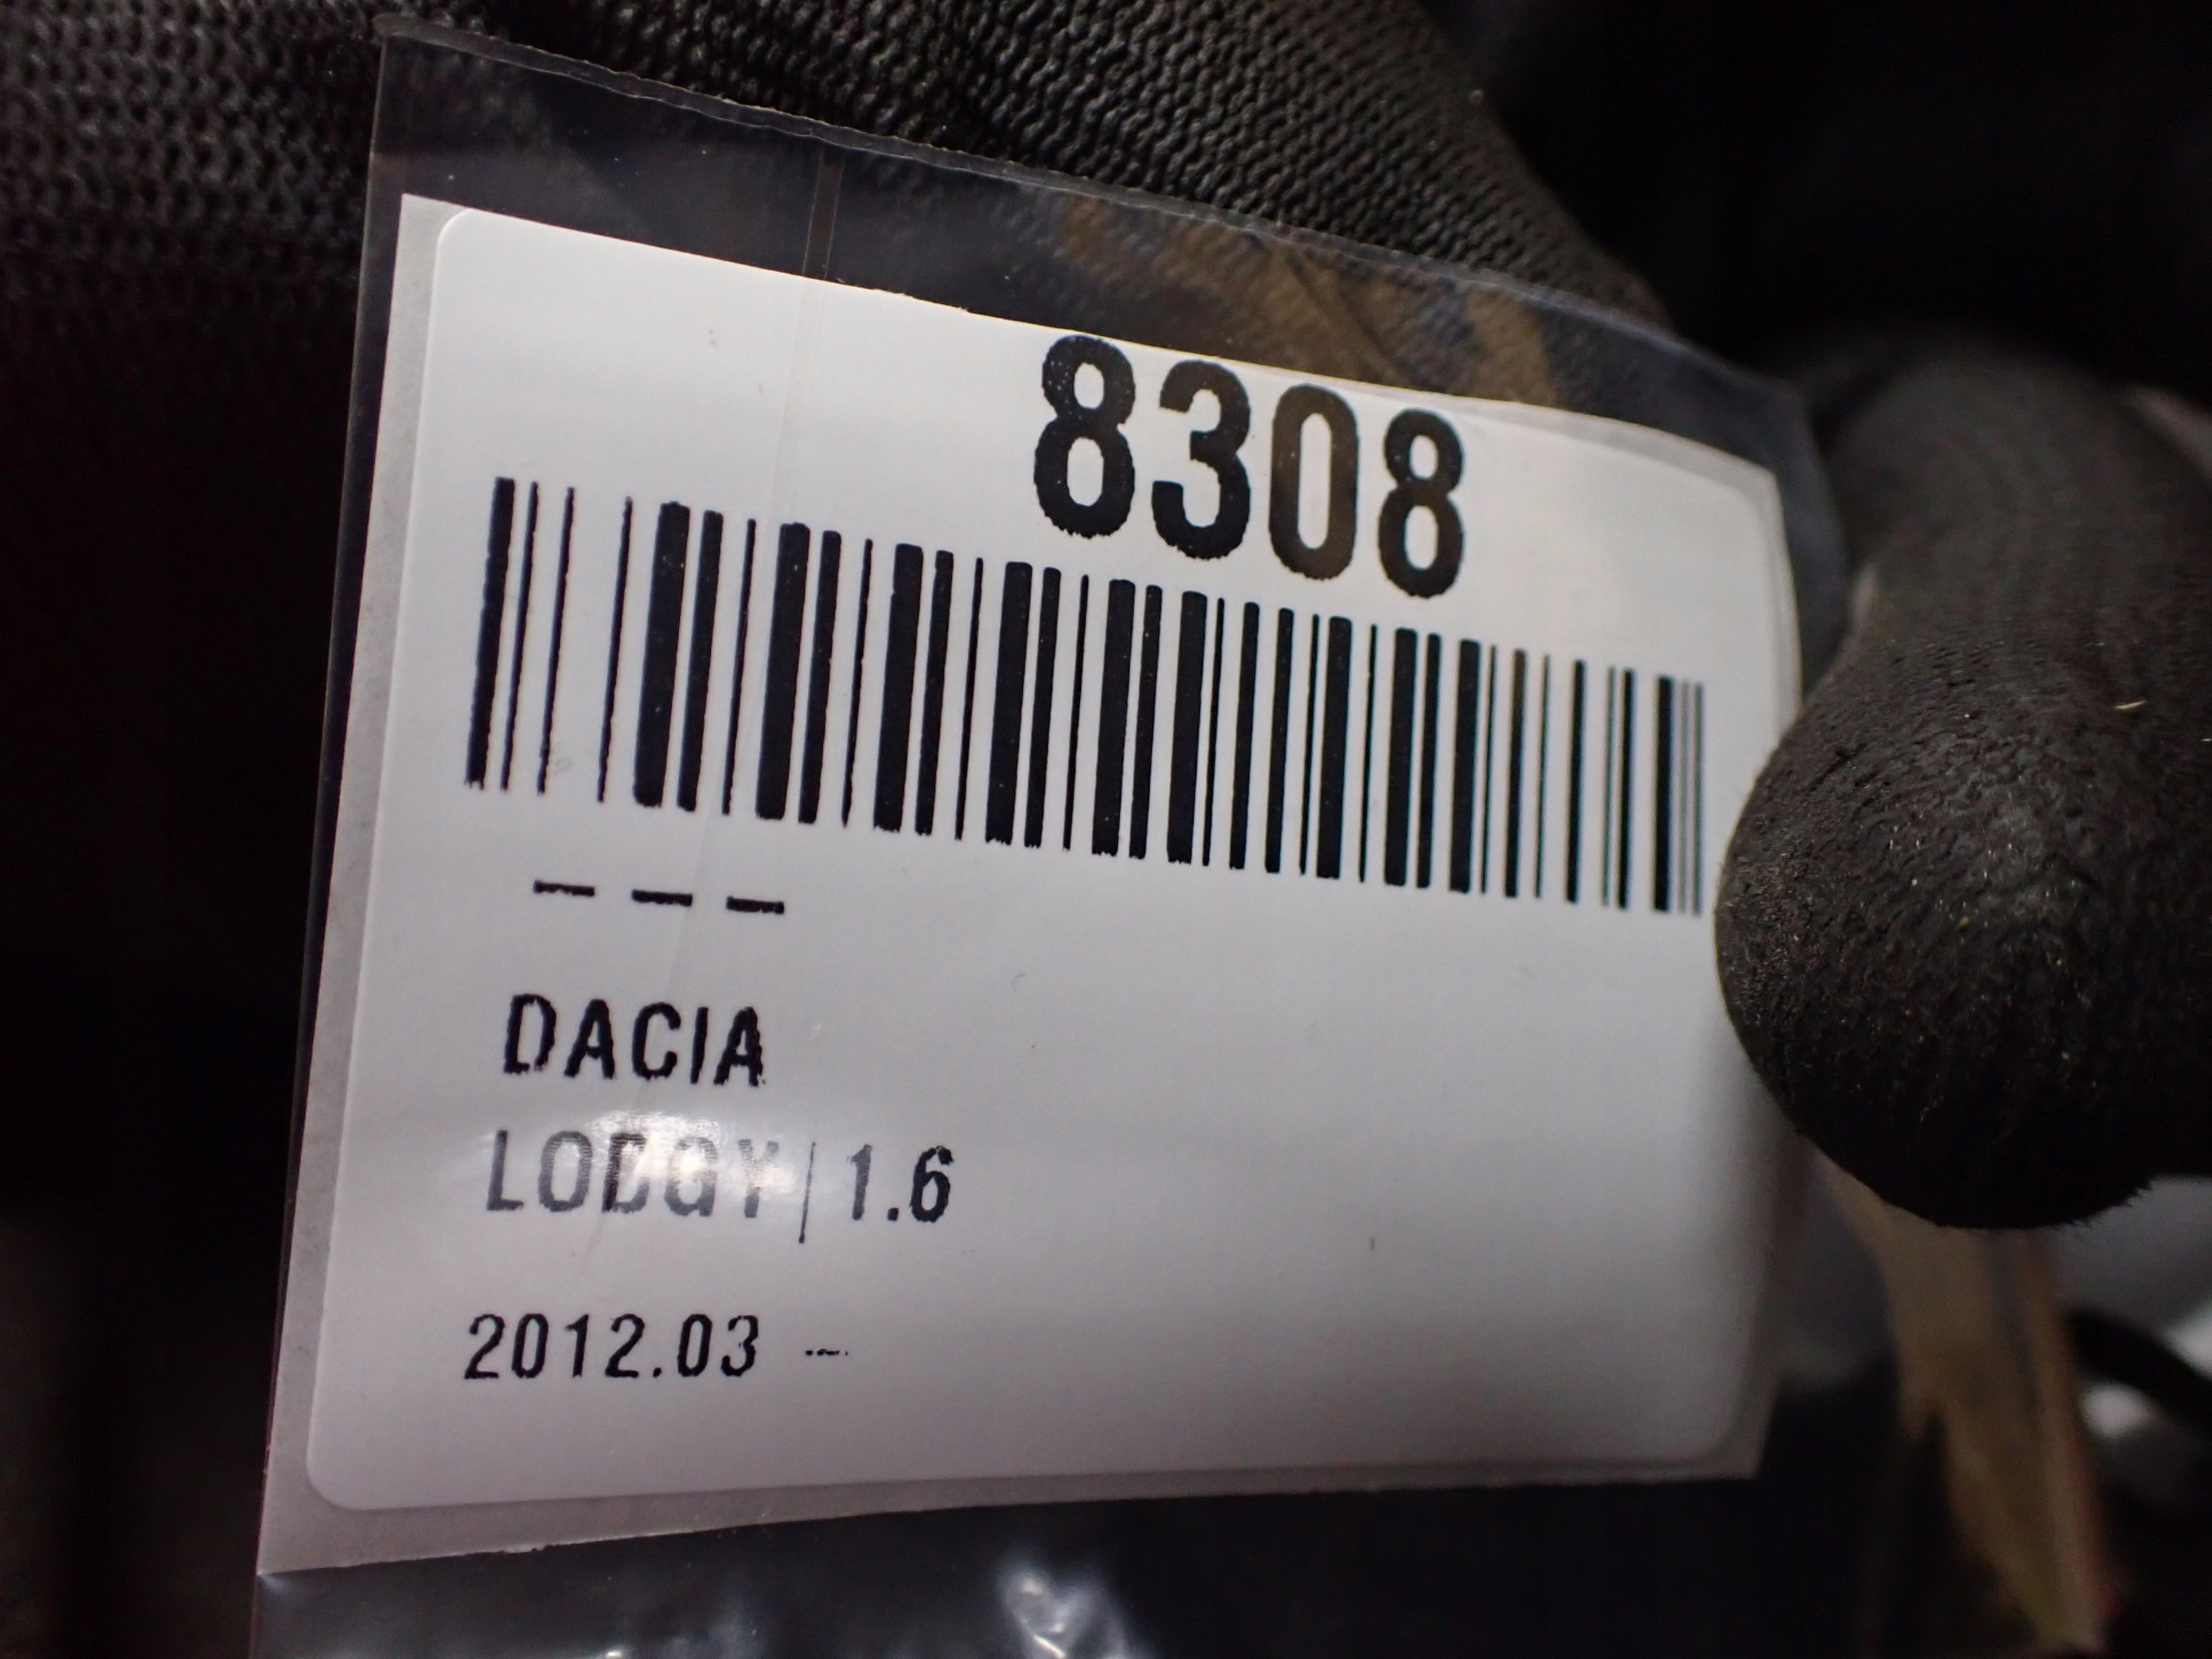 8308
– – –
DACIA
LODGY | 1.6
2012.03 --